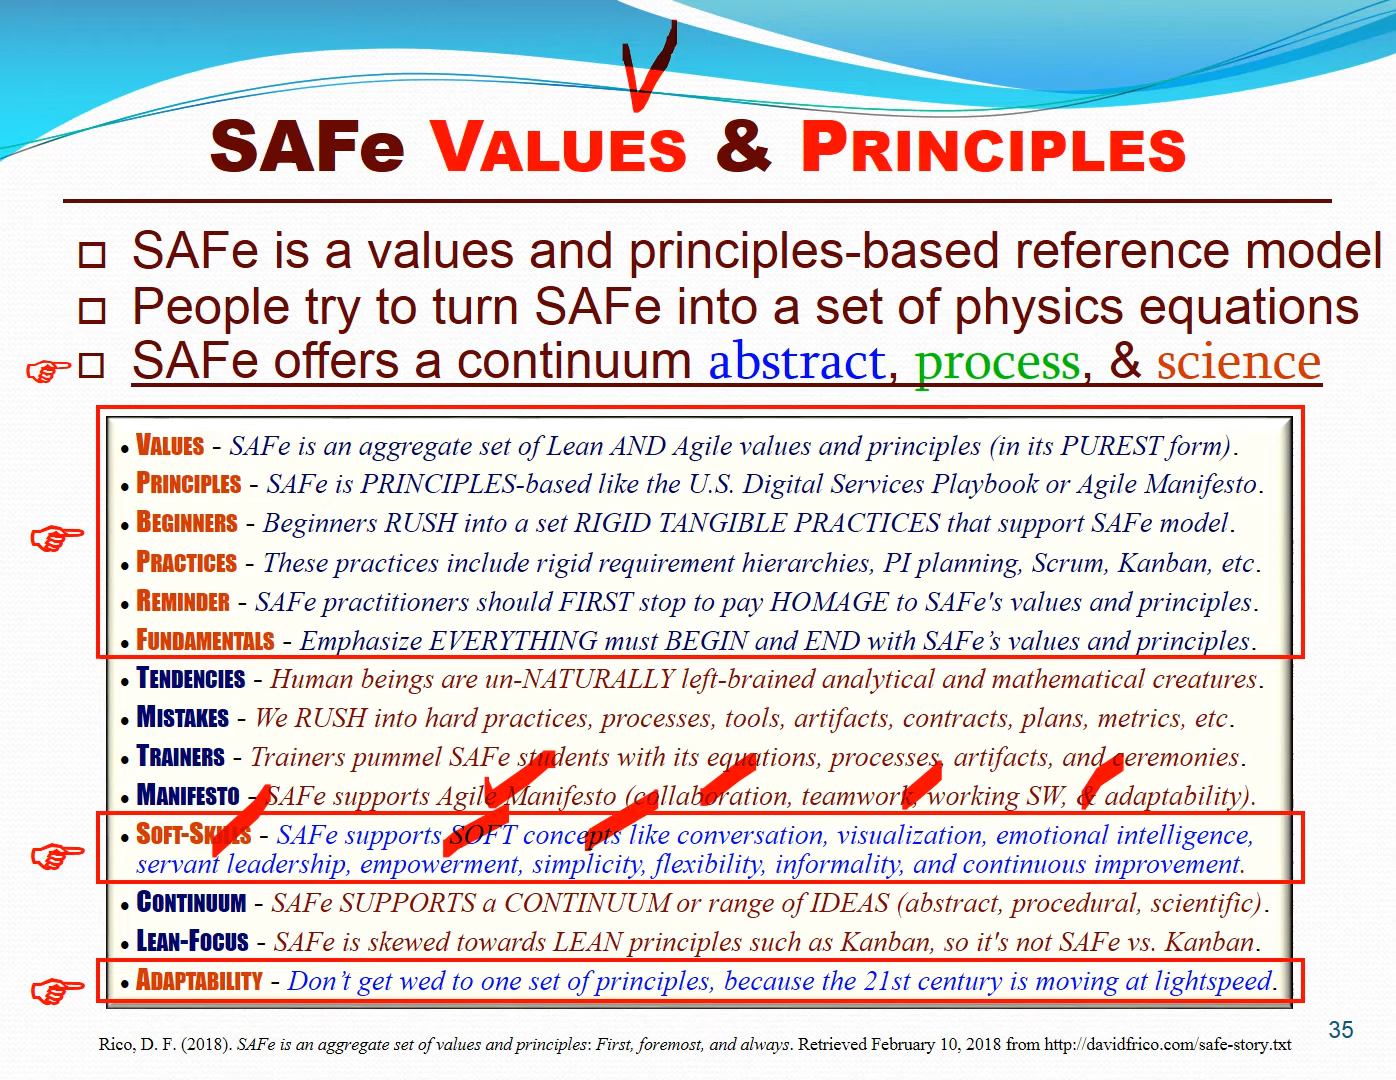 SAFe VALUES & PRINCIPLES
SAFe is a values and principles-based reference model
People try to turn SAFe into a set of physics equations
SAFe offers a continuum abstract, process, & science
• VALUES - SAFe is an aggregate set of Lean AND Agile values and principles (in its PUREST form).
• PRINCIPLES - SAFe is PRINCIPLES-based like the U.S. Digital Services Playbook or Agile Manifesto.
• BEGINNERS - Beginners RUSH into a set RIGID TANGIBLE PRACTICES that support SAFe model.
• PRACTICES - These practices include rigid requirement hierarchies, PI planning, Scrum, Kanban, etc.
• REMINDER - SAFe practitioners should FIRST stop to pay HOMAGE to SAFe's values and principles.
• FUNDAMENTALS - Emphasize EVERYTHING must BEGIN and END with SAFe’s values and principles.
• TENDENCIES - Human beings are un-NATURALLY left-brained analytical and mathematical creatures.
• MISTAKES - We RUSH into hard practices, processes, tools, artifacts, contracts, plans, metrics, etc.
• TRAINERS - Trainers pummel SAFe students with its equations, processes, artifacts, and ceremonies.
• MANIFESTO - SAFe supports Agile Manifesto (collaboration, teamwork, working SW, & adaptability).
• SOFT-SKILLS - SAFe supports SOFT concepts like conversation, visualization, emotional intelligence,
servant leadership, empowerment, simplicity, flexibility, informality, and continuous improvement.
• CONTINUUM - SAFe SUPPORTS a CONTINUUM or range of IDEAS (abstract, procedural, scientific).
• LEAN-FOCUS - SAFe is skewed towards LEAN principles such as Kanban, so it's not SAFe vs. Kanban.
• ADAPTABILITY - Don’t get wed to one set of principles, because the 21st century is moving at lightspeed.
35
Rico, D. F. (2018). SAFe is an aggregate set of values and principles: First, foremost, and always. Retrieved February 10, 2018 from http://davidfrico.com/safe-story.txt